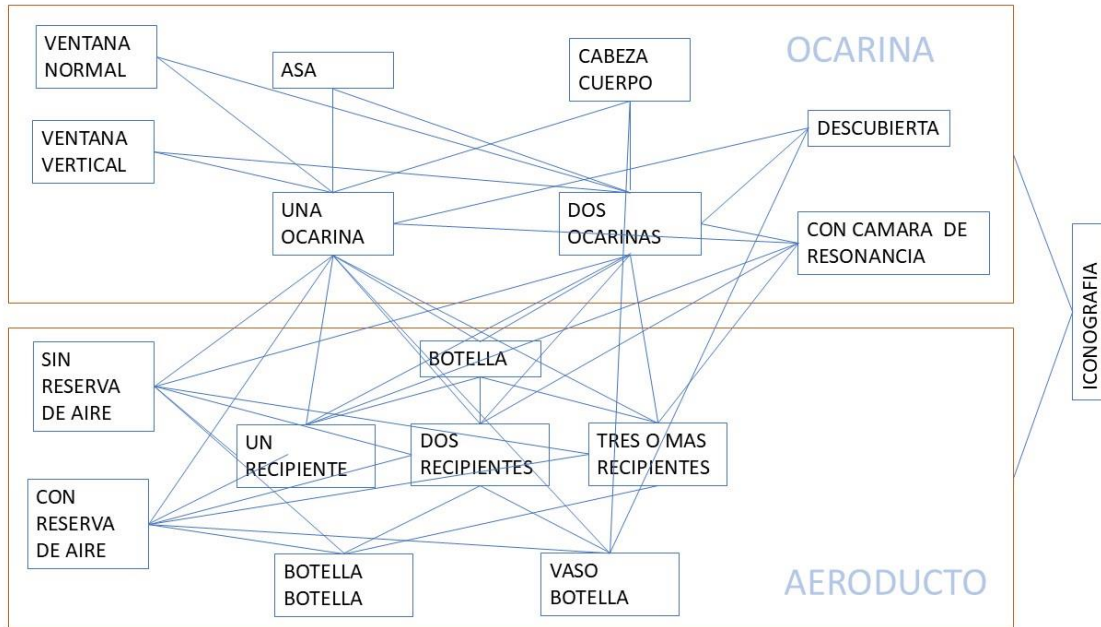 VENTANA
NORMAL
ASA
CABEZA
CUERPO
OCARINA
VENTANA
VERTICAL
DESCUBIERTA
UNA
OCARINA
DOS
OCARINAS
CON CAMARA DE
RESONANCIA
ICONOGRAFIA
SIN
RESERVA
DE AIRE
BOTELLA
UN
RECIPIENTE
DOS
RECIPIENTES
TRES O MAS
RECIPIENTES
CON
RESERVA
DE AIRE
BOTELLA
BOTELLA
VASO
BOTELLA
AERODUCTO